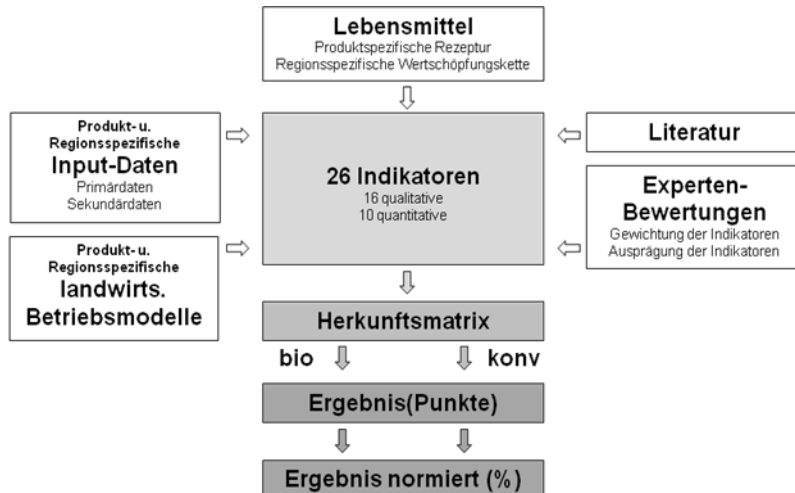 Lebensmittel
Produktspezifische Rezeptur
Regionsspezifische Wertschöpfungskette
Produkt- u.
Regionsspezifische
Input-Daten
Primärdaten
Sekundärdaten
Produkt- u.
Regionsspezifische
landwirts.
Betriebsmodelle
26 Indikatoren
16 qualitative
10 quantitative
Literatur
Experten-
Bewertungen
Gewichtung der Indikatoren
Ausprägung der Indikatoren
Herkunftsmatrix
bio konv
Ergebnis(Punkte)
Ergebnis normiert (%)